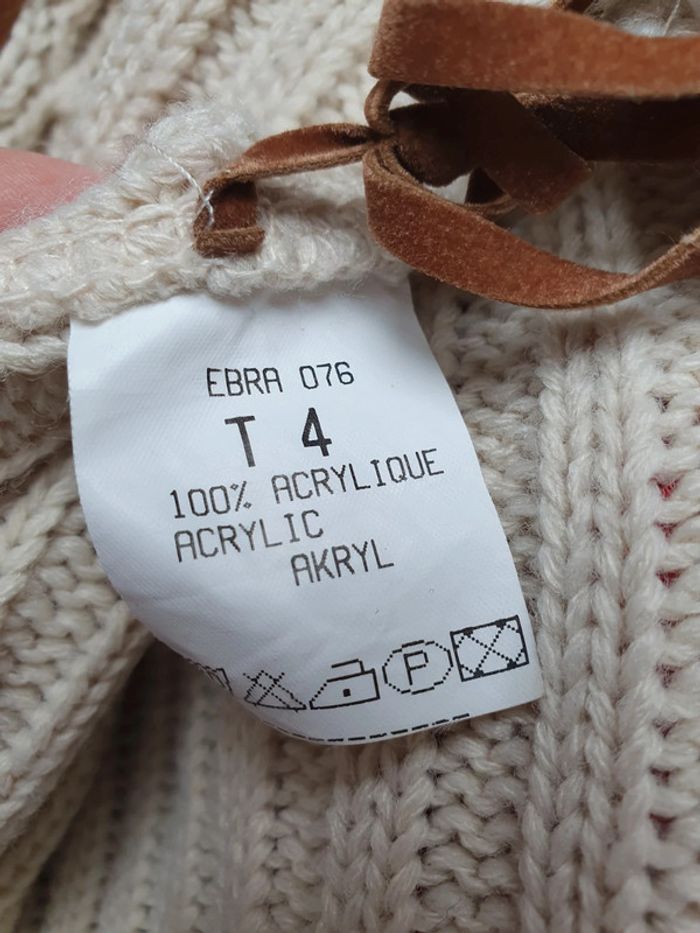 EBRA 076
T 4
100% ACRYLIQUE
ACRYLIC
AKRYL
P